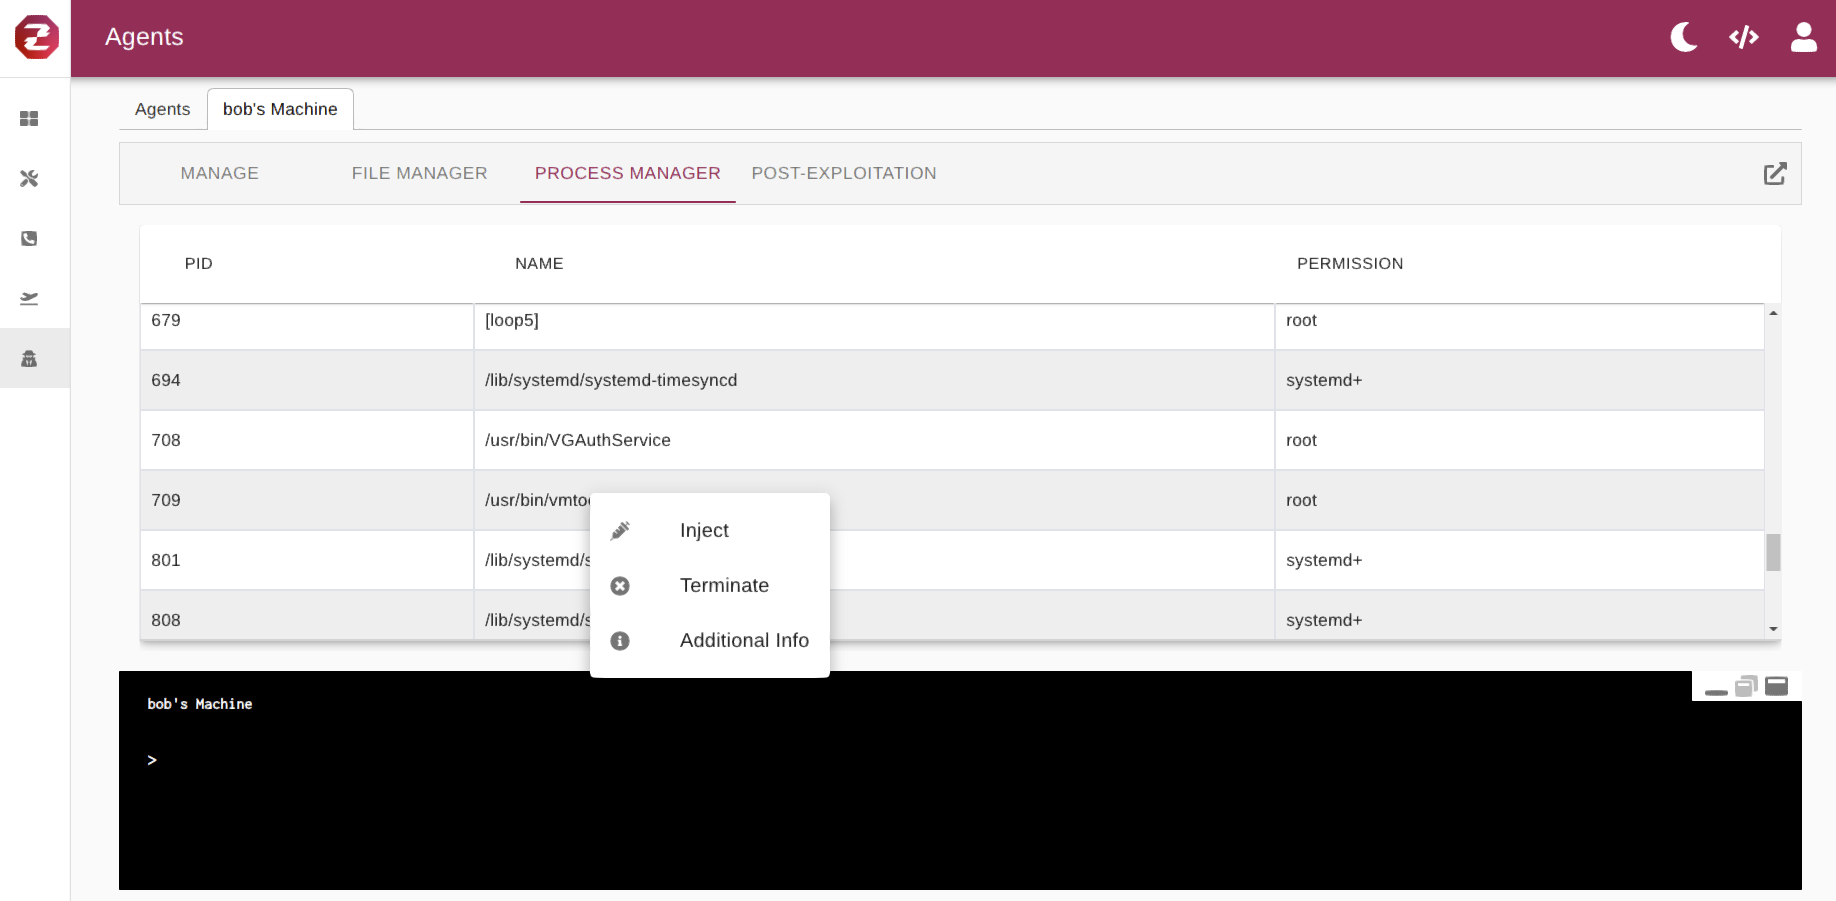 Agents
Agents bob's Machine
MANAGE FILE MANAGER PROCESS MANAGER POST-EXPLOITATION
PID NAME PERMISSION
679 [loop5] root
694 /lib/systemd/systemd-timesyncd systemd+
708 /usr/bin/VGAuthService root
709 /usr/bin/vmtoo root
Inject
801 /lib/systemd/s systemd+
Terminate
808 /lib/systemd/s systemd+
Additional Info
bob's Machine
>